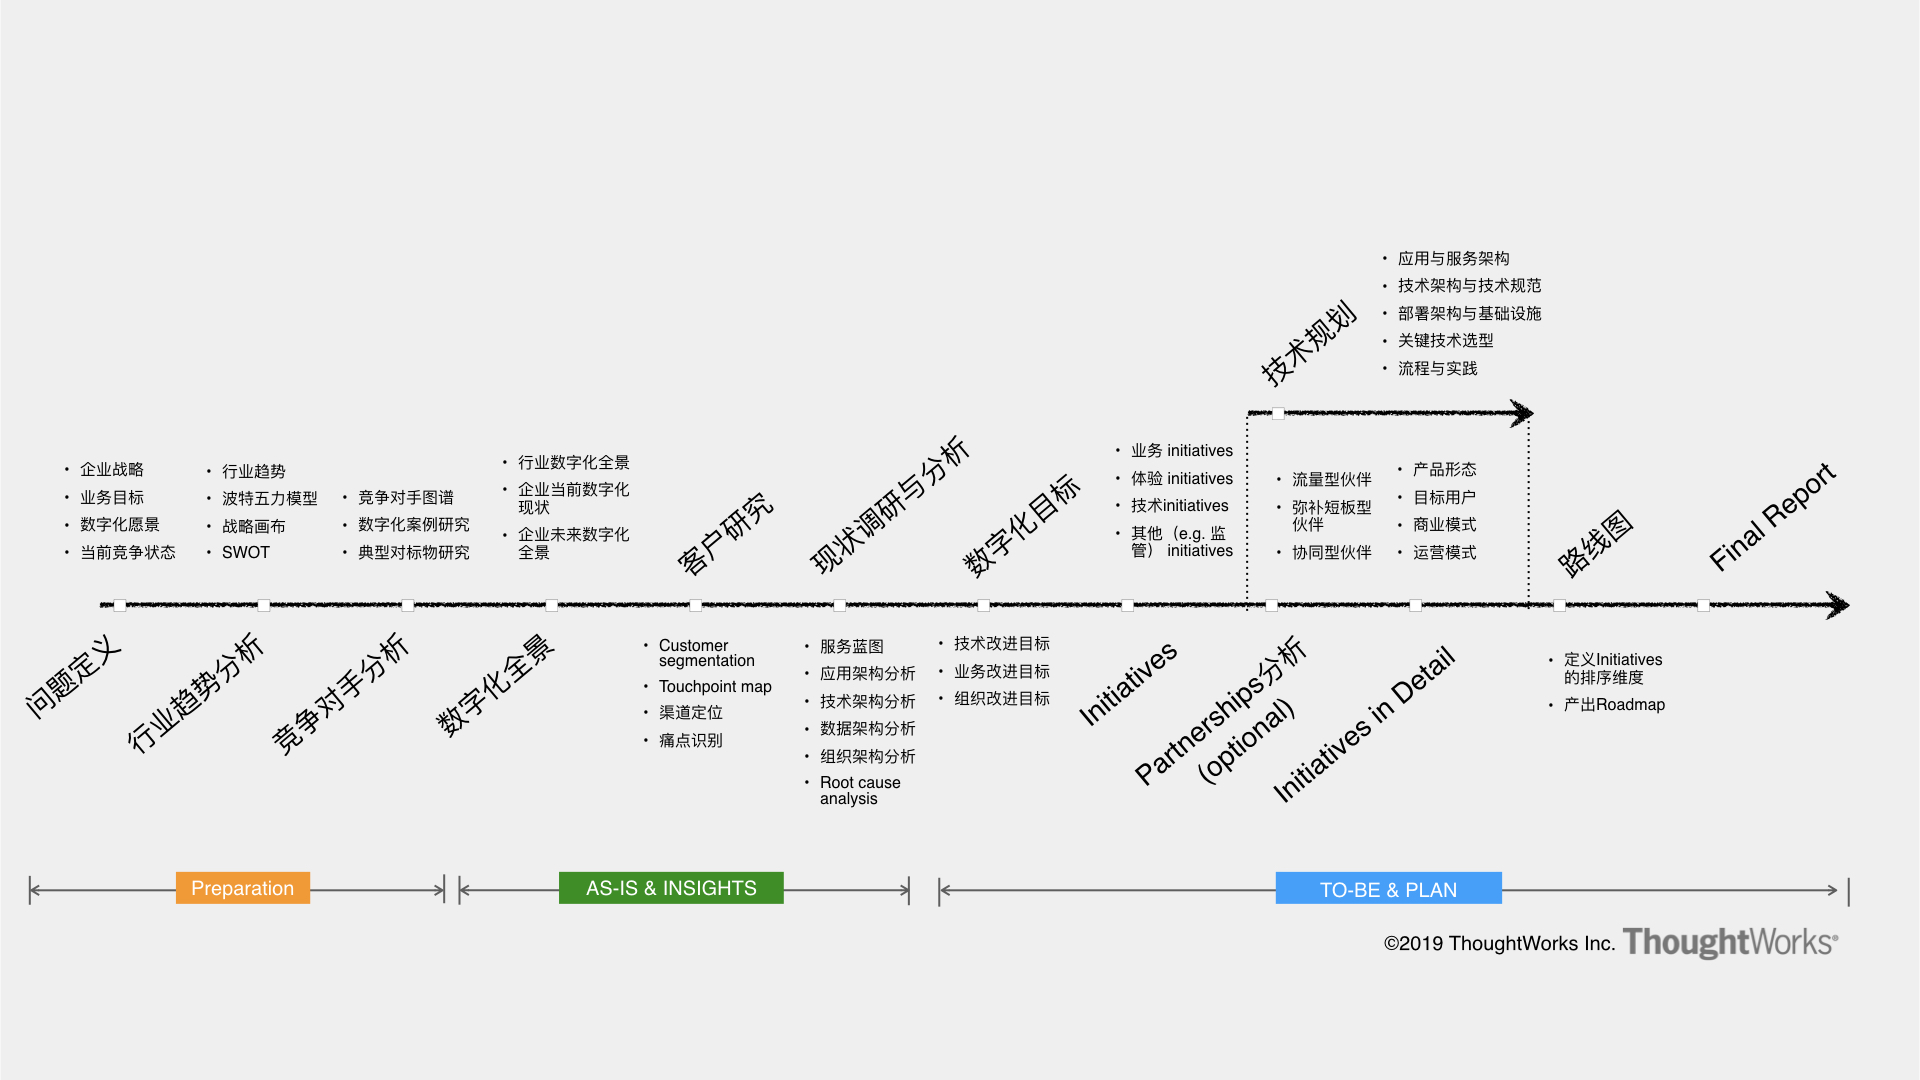 • 应用与服务架构
• 技术架构与技术规范
• 部署架构与基础设施
• 关键技术选型
• 流程与实践
技术规划
• 企业战略
• 业务目标
• 数字化愿景
• 当前竞争状态
• 行业趋势
• 波特五力模型
• 战略画布
• SWOT
• 竞争对手图谱
• 数字化案例研究
• 典型对标物研究
• 行业数字化全景
• 企业当前数字化
现状
• 企业未来数字化
全景
客户研究
现状调研与分析
数字化目标
• 业务 initiatives
• 体验 initiatives
• 技术initiatives
• 其他（e.g. 监
管） initiatives
• 流量型伙伴
• 弥补短板型
伙伴
• 协同型伙伴
• 产品形态
• 目标用户
• 商业模式
• 运营模式
路线图
Final Report
问题定义
行业趋势分析
竞争对手分析
数字化全景
• Customer
segmentation
• Touchpoint map
• 渠道定位
• 痛点识别
• 服务蓝图
• 应用架构分析
• 技术架构分析
• 数据架构分析
• 组织架构分析
• Root cause
analysis
• 技术改进目标
• 业务改进目标
• 组织改进目标
Initiatives
Partnerships分析
(optional)
Initiatives in Detail
• 定义Initiatives
的排序维度
• 产出Roadmap
Preparation
AS-IS & INSIGHTS
TO-BE & PLAN
©2019 ThoughtWorks Inc.
ThoughtWorks®